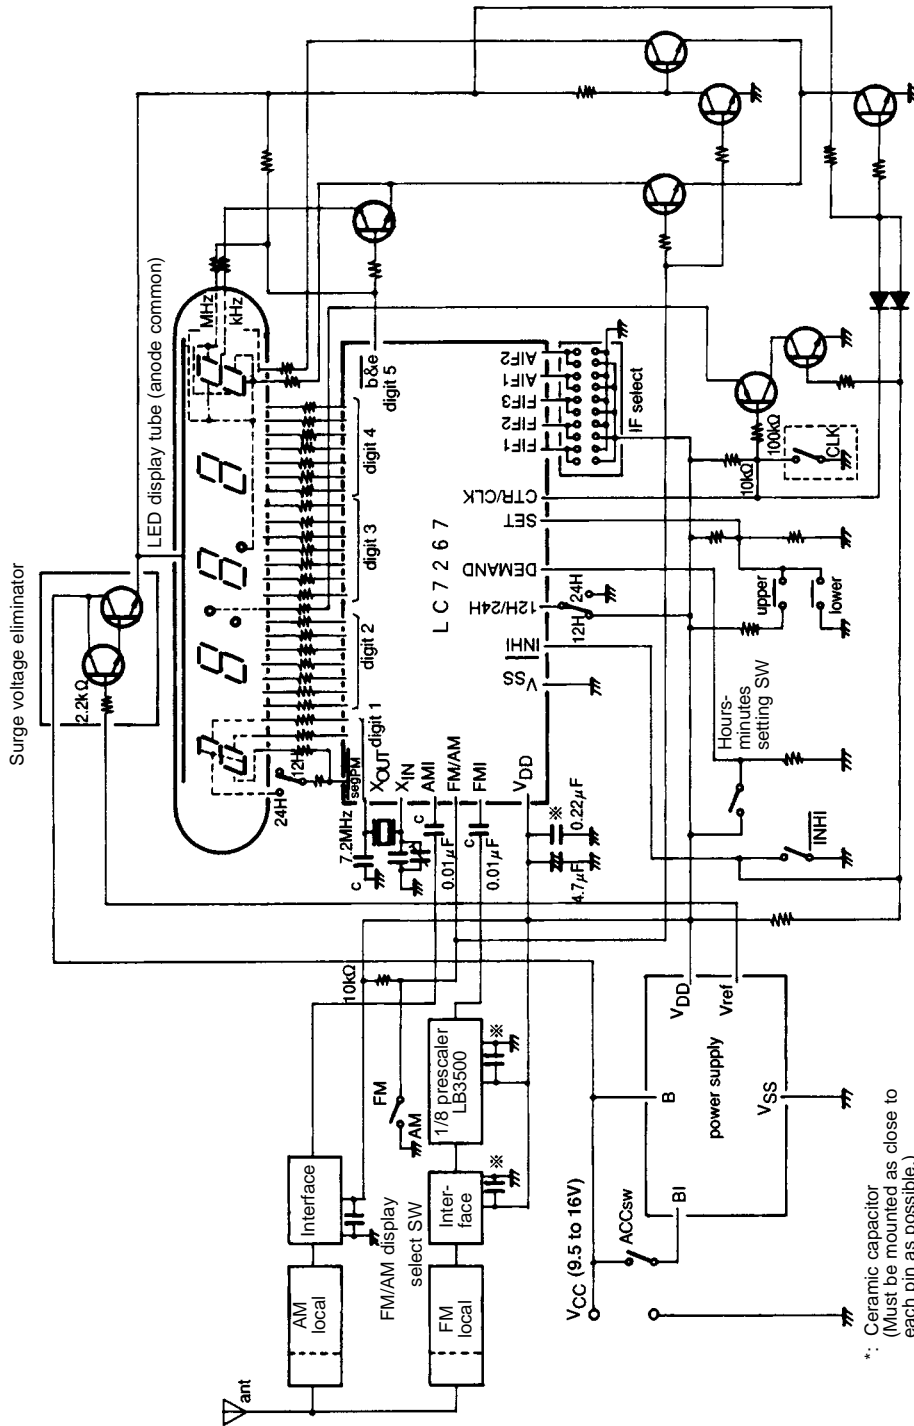 Surge voltage eliminator
2.2kΩ
LED display tube (anode common)
MHz
kHz
24H
12H
segPM
digit 1
digit 2
digit 3
digit 4
digit 5
b&e
7.2MHz
C
XOUT
XIN
AMI
FM/AM
FMI
VDD
C
0.01μF
C
0.01μF
LC7267
VSS
INHI
12H/24H
DEMAND
SET
CTR/CLK
FIF1
FIF2
FIF3
AIF1
AIF2
IF select
4.7μF
※
0.22μF
12H
24H
10kΩ
100kΩ
CLK
upper
lower
Hours-
minutes
setting SW
INHi
10kΩ
ant
AM
local
Interface
FM
AM
FM/AM display
select SW
FM
local
Inter-
face
※
1/8 prescaler
LB3500
※
VCC (9.5 to 16V)
ACCsw
BI
B
power supply
VDD
Vref
VSS
*: Ceramic capacitor
(Must be mounted as close to
each pin as possible.)